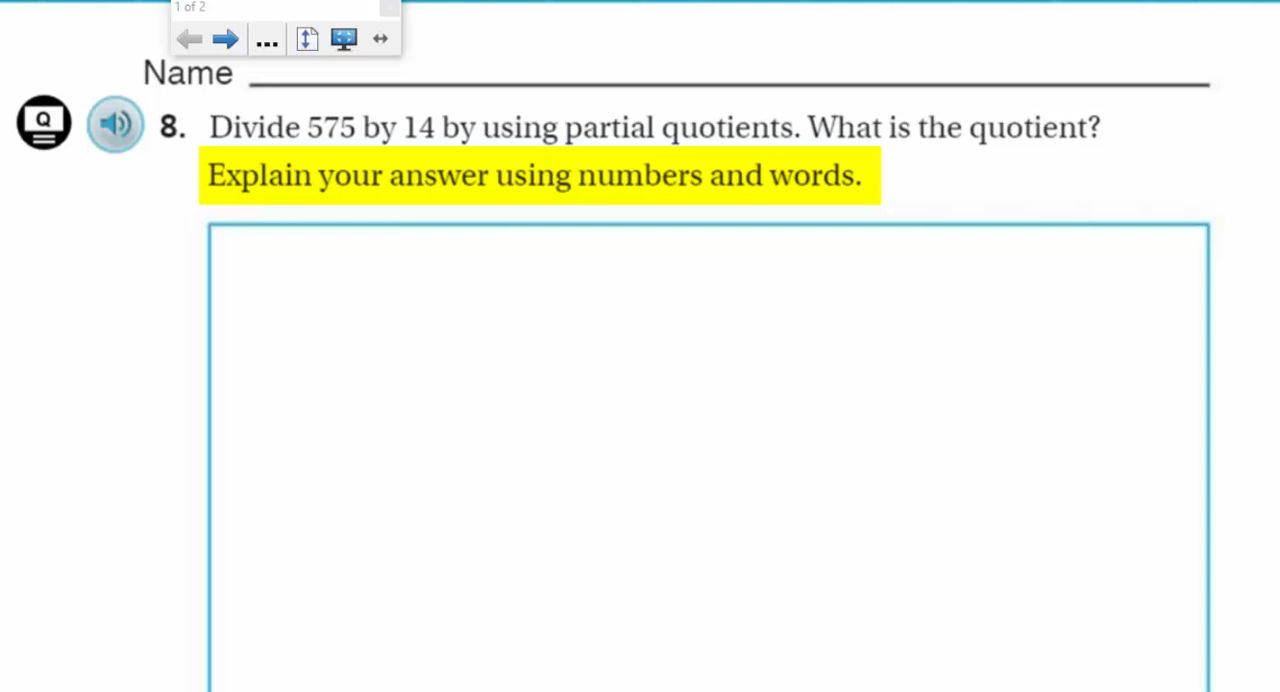 1 of 2
...
Name
Q
8. Divide 575 by 14 by using partial quotients. What is the quotient?
Explain your answer using numbers and words.